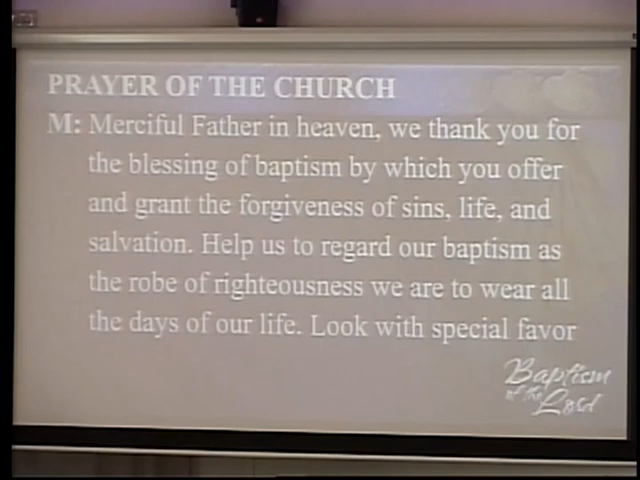 PRAYER OF THE CHURCH
M: Merciful Father in heaven, we thank you for
the blessing of baptism by which you offer
and grant the forgiveness of sins, life, and
salvation. Help us to regard our baptism as
the robe of righteousness we are to wear all
the days of our life. Look with special favor
Baptism
of the
Lord